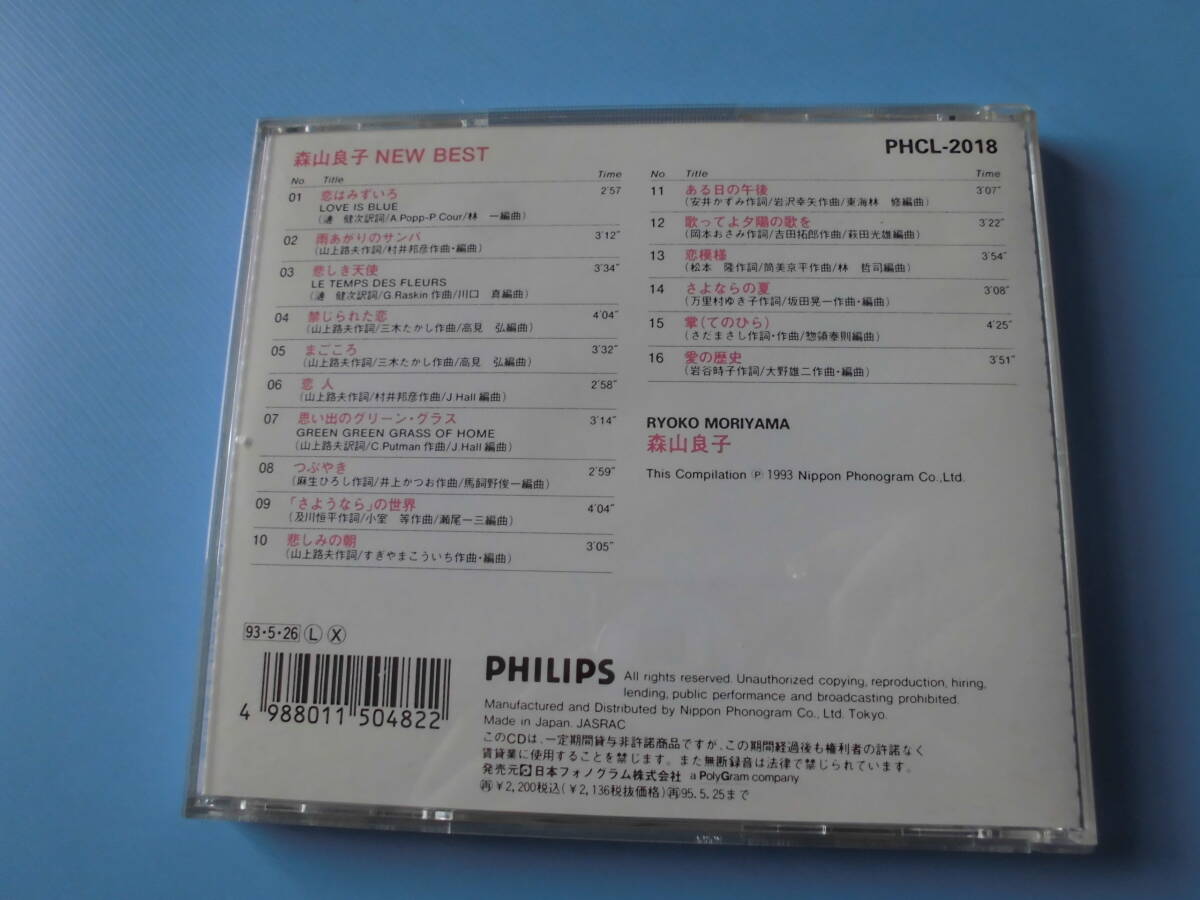 森山良子 NEW BEST
PHCL-2018
No Title Time
01 恋はみずいろ 2'57
LOVE IS BLUE
(漣 健次訳詞/A.Popp-P Cour/林 一編曲)
02 雨あがりのサンバ 3'12"
(山上路夫作詞/村井邦彦作曲・編曲)
03 悲しき天使 3'34"
LE TEMPS DES FLEURS
(漣 健次訳詞/G.Raskin作曲/川口 真編曲)
04 禁じられた恋 4'04"
(山上路夫作詞/三木たかし作曲/高見 弘編曲)
05 まごころ 3'32"
(山上路夫作詞/三木たかし作曲/高見 弘編曲)
06 恋人 2'58"
(山上路夫作詞/村井邦彦作曲/J.Hall編曲)
07 思い出のグリーン・グラス 3'14"
GREEN GREEN GRASS OF HOME
(山上路夫訳詞/C.Putman作曲/J.Hall編曲)
08 つぶやき 2'59"
(麻生ひろし作詞/井上かつお作曲/馬飼野俊一編曲)
09 「さようなら」の世界 4'04"
(及川恒平作詞/小室 等作曲/瀬尾一三編曲)
10 悲しみの朝 3'05"
(山上路夫作詞/すぎやまこういち作曲・編曲)
No Title Time
11 ある日の午後 3'07"
(安井かずみ作詞/岩沢幸矢作曲/東海林 修編曲)
12 歌ってよ夕陽の歌を 3'22"
(岡本おさみ作詞/吉田拓郎作曲/萩田光雄編曲)
13 恋模様 3'54"
(松本 隆作詞/筒美京平作曲/林 哲司編曲)
14 さよならの夏 3'08"
(万里村ゆき子作詞/坂田晃一作曲・編曲)
15 掌(てのひら) 4'25"
(さだまさし作詞・作曲/惣領泰則編曲)
16 愛の歴史 3'51"
(岩谷時子作詞/大野雄二作曲・編曲)
RYOKO MORIYAMA
森山良子
This Compilation Ⓟ 1993 Nippon Phonogram Co.,Ltd.
93・5・26 Ⓛ Ⓧ
4 988011 504822
PHILIPS
All rights reserved. Unauthorized copying, reproduction, hiring,
lending, public performance and broadcasting prohibited.
Manufactured and Distributed by Nippon Phonogram Co., Ltd. Tokyo.
Made in Japan. JASRAC
このCDは、一定期間貸与非許諾商品ですが、この期間経過後も権利者の許諾なく
賃貸業に使用することを禁じます。また無断録音は法律で禁じられています。
発売元 日本フォノグラム株式会社 a PolyGram company
㊢¥2,200税込(¥2,136税抜価格)㊢95.5.25まで